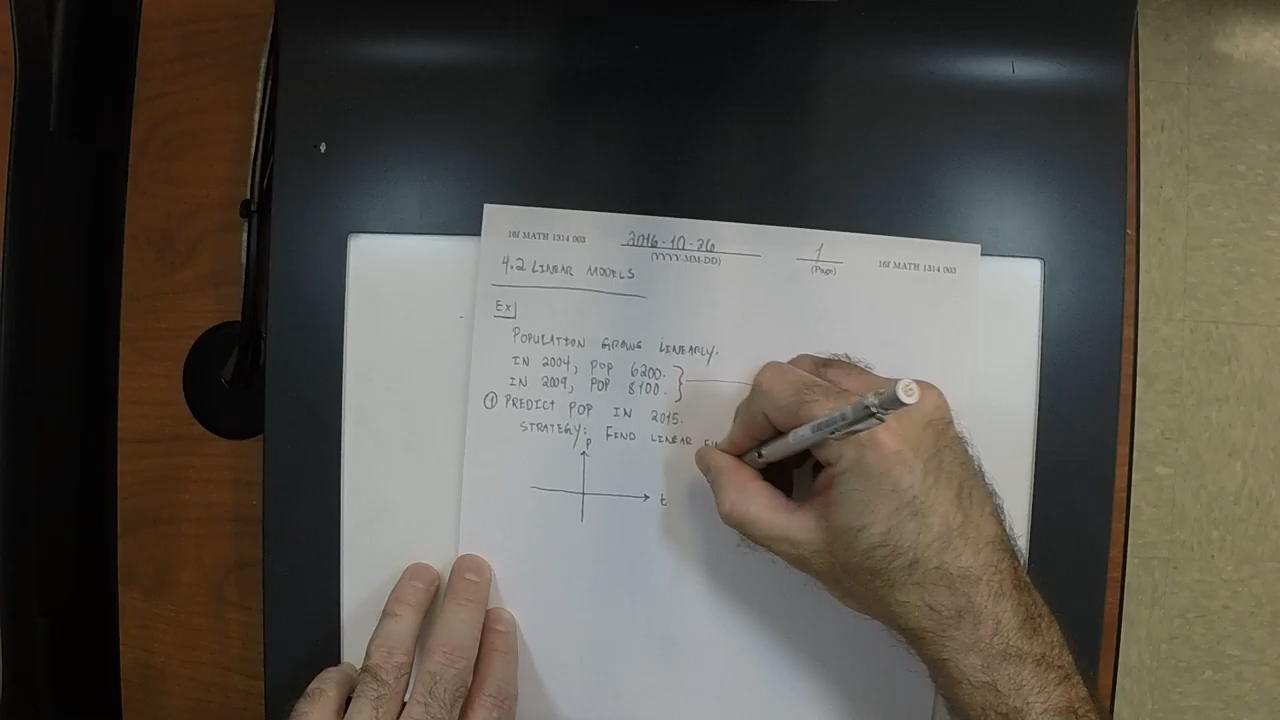 16f MATH 1314 003 2016-10-26 1 16f MATH 1314 003
(YYYY-MM-DD) (Page)
4.2 LINEAR MODELS
Ex
POPULATION GROWS LINEARLY.
IN 2004, POP 6200.
IN 2009, POP 8100.
① PREDICT POP IN 2015.
STRATEGY: FIND LINEAR
P
t